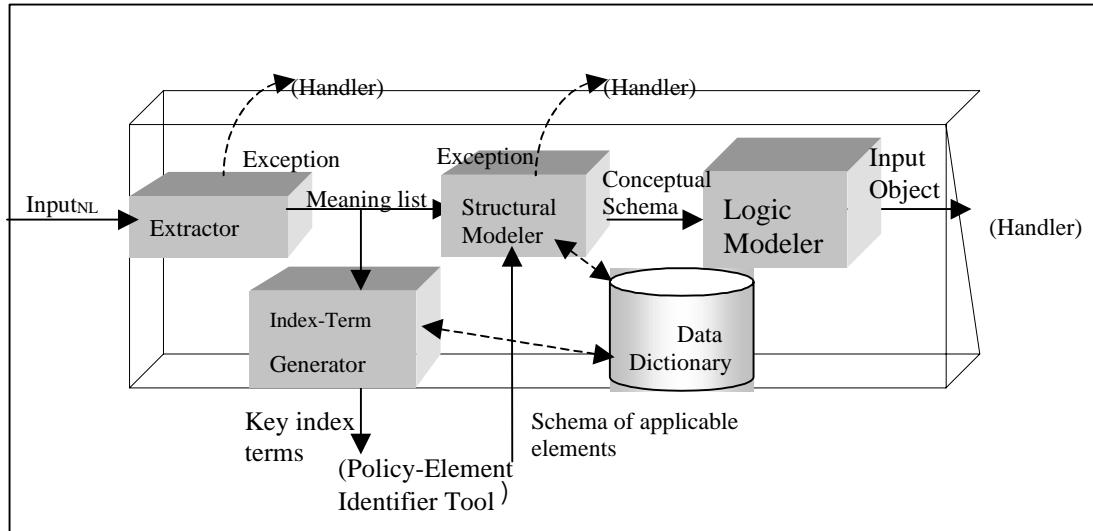 (Handler)
(Handler)
Exception
Exception
InputNL
Extractor
Meaning list
Structural
Modeler
Conceptual
Schema
Logic
Modeler
Input
Object
(Handler)
Index-Term
Generator
Data
Dictionary
Key index
terms
Schema of applicable
elements
(Policy-Element
Identifier Tool)